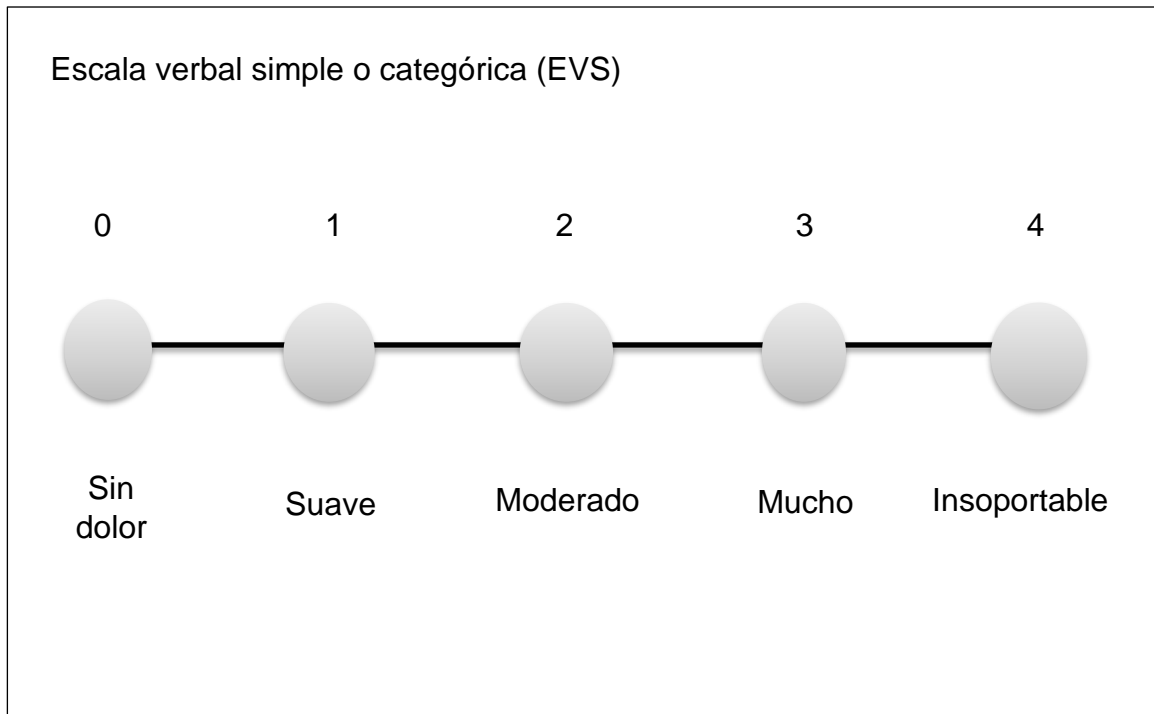 Escala verbal simple o categórica (EVS)
0 1 2 3 4
Sin
dolor
Suave
Moderado
Mucho
Insoportable